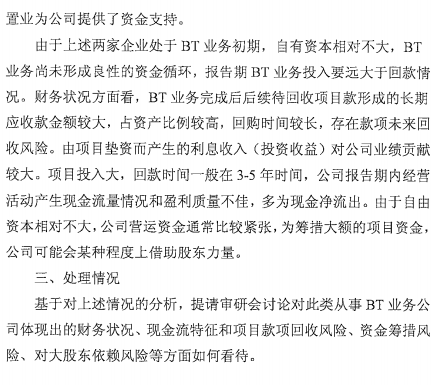 置业为公司提供了资金支持。
由于上述两家企业处于 BT 业务初期，自有资本相对不大，BT
业务尚未形成良性的资金循环，报告期 BT 业务投入要远大于回款情
况。财务状况方面看，BT 业务完成后后续待回收项目款形成的长期
应收款金额较大，占资产比例较高，回购时间较长，存在款项未来回
收风险。由项目垫资而产生的利息收入（投资收益）对公司业绩贡献
较大。项目投入大，回款时间一般在 3-5 年时间，公司报告期内经营
活动产生现金流量情况和盈利质量不佳，多为现金净流出。由于自由
资本相对不大，公司营运资金通常比较紧张，为筹措大额的项目资金，
公司可能会某种程度上借助股东力量。
三、处理情况
基于对上述情况的分析，提请审研会讨论对此类从事 BT 业务公
司体现出的财务状况、现金流特征和项目款项回收风险、资金筹措风
险、对大股东依赖风险等方面如何看待。